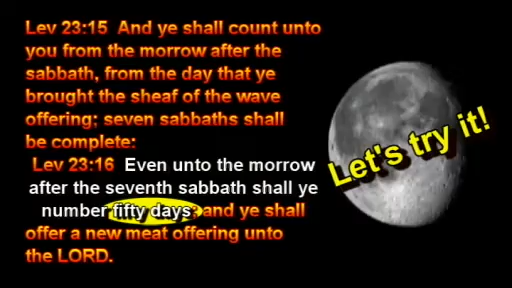 Lev 23:15 And ye shall count unto
you from the morrow after the
sabbath, from the day that ye
brought the sheaf of the wave
offering; seven sabbaths shall
be complete:
Lev 23:16 Even unto the morrow
after the seventh sabbath shall ye
number fifty days; and ye shall
offer a new meat offering unto
the LORD.
Let's try it!